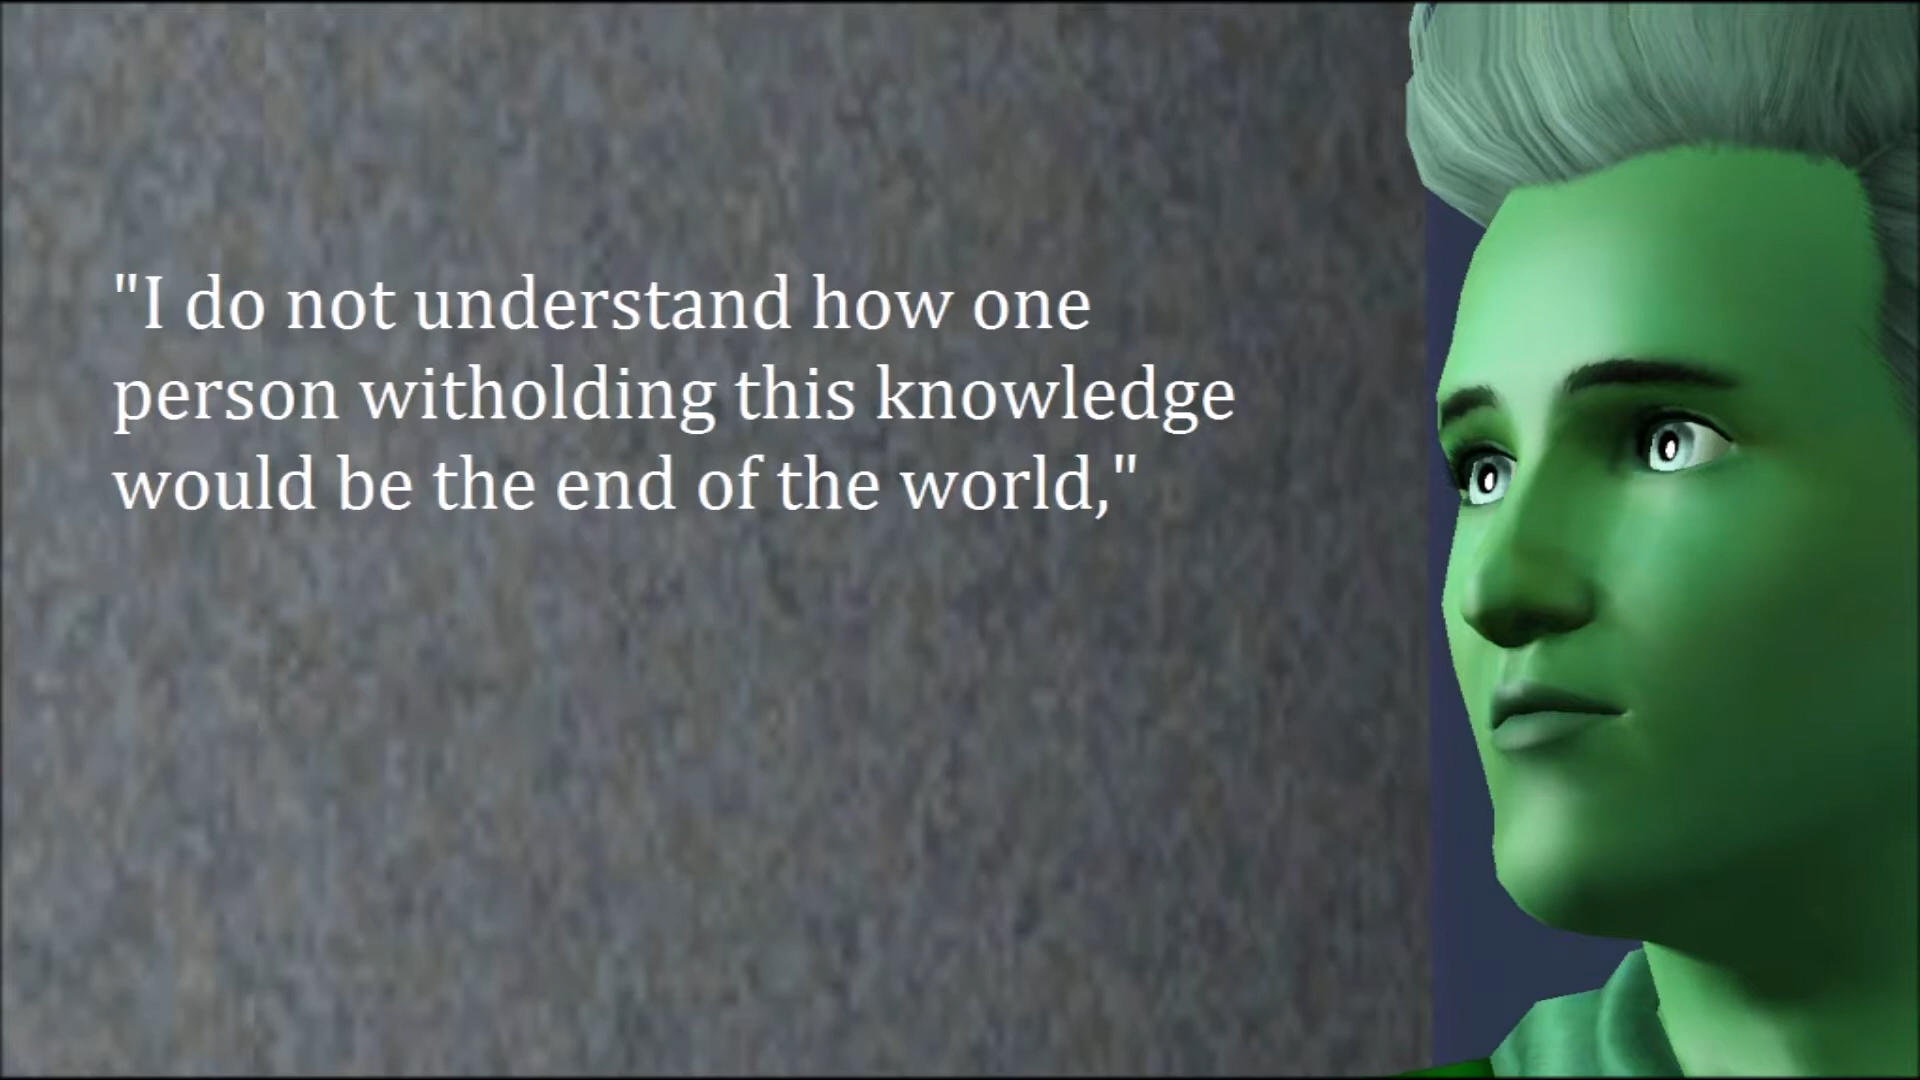 "I do not understand how one
person witholding this knowledge
would be the end of the world,"